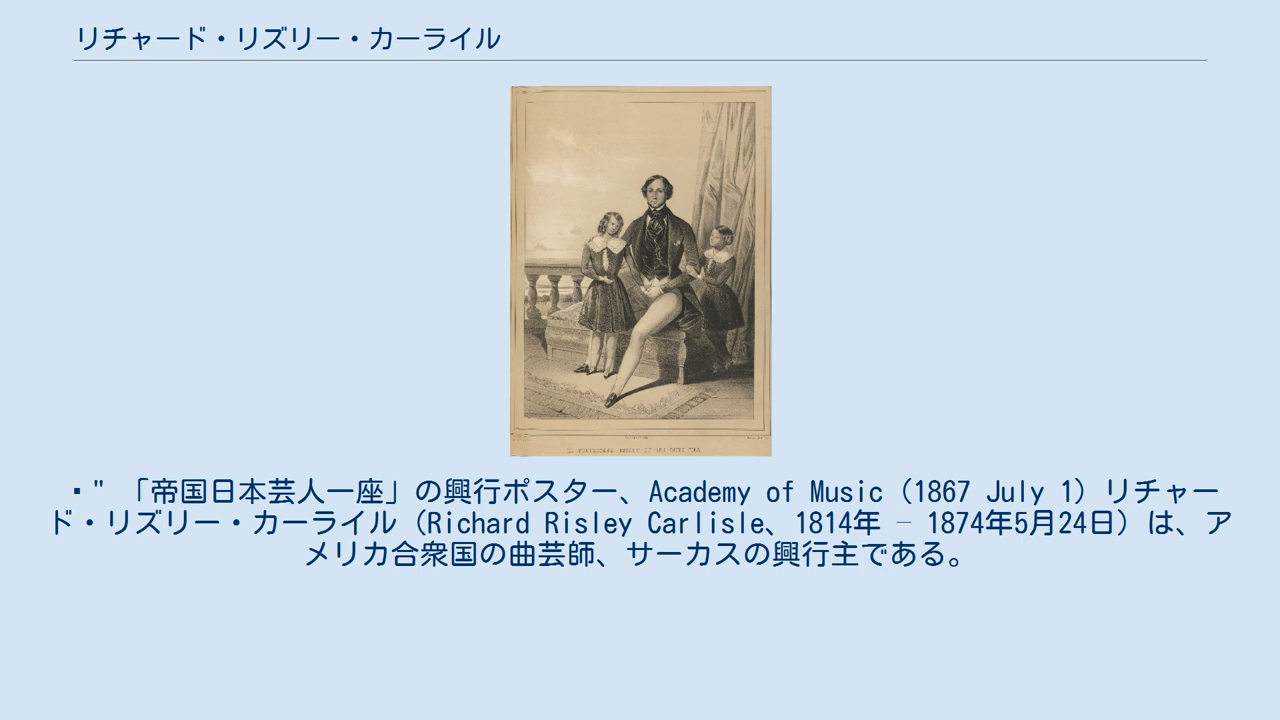 リチャード・リズリー・カーライル
▪ " 「帝国日本芸人一座」の興行ポスター、Academy of Music (1867 July 1) リチャー
ド・リズリー・カーライル (Richard Risley Carlisle、1814年 – 1874年5月24日) は、ア
メリカ合衆国の曲芸師、サーカスの興行主である。